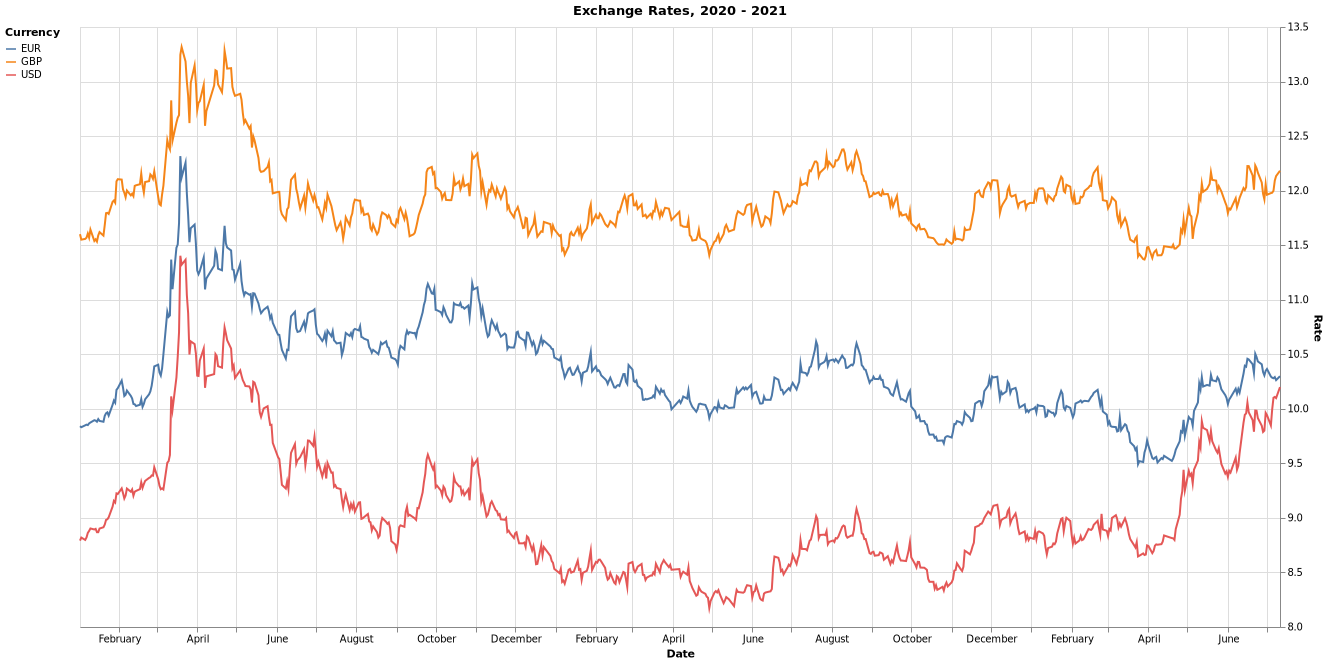 Exchange Rates, 2020 - 2021
Currency
EUR
GBP
USD
13.5
13.0
12.5
12.0
11.5
11.0
10.5
10.0
9.5
9.0
8.5
8.0
Rate
February April June August October December February April June August October December February April June
Date